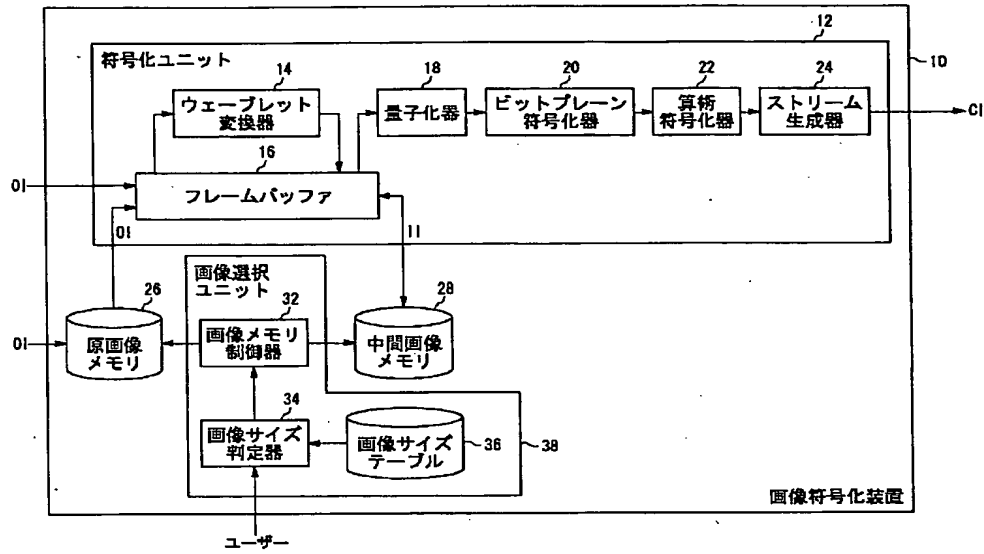 12
符号化ユニット
10
14
ウェーブレット
変換器
18
量子化器
20
ビットプレーン
符号化器
22
算術
符号化器
24
ストリーム
生成器
CI
16
フレームバッファ
OI
OI
II
画像選択
ユニット
26
原画像
メモリ
OI
32
画像メモリ
制御器
28
中間画像
メモリ
34
画像サイズ
判定器
画像サイズ
テーブル
36
38
画像符号化装置
ユーザー